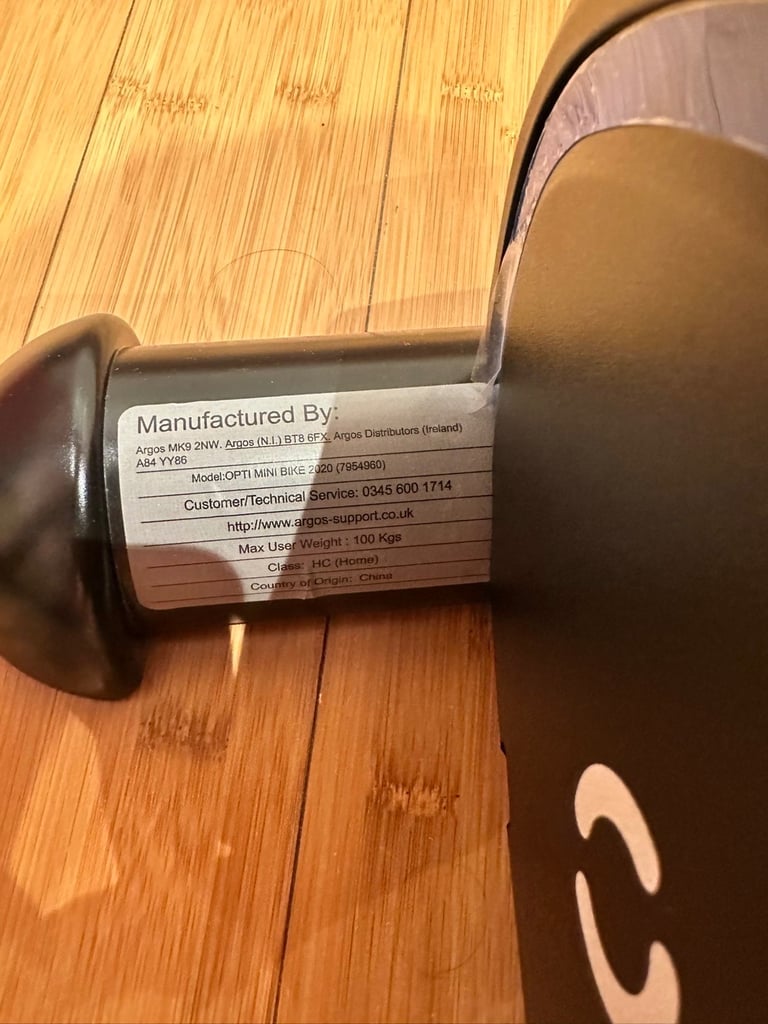 Manufactured By:
Argos MK9 2NW. Argos (N.I.) BT8 6FX. Argos Distributors (Ireland)
A84 YY86
Model:OPTI MINI BIKE 2020 (7954960)
Customer/Technical Service: 0345 600 1714
http://www.argos-support.co.uk
Max User Weight : 100 Kgs
Class: HC (Home)
Country of Origin: China